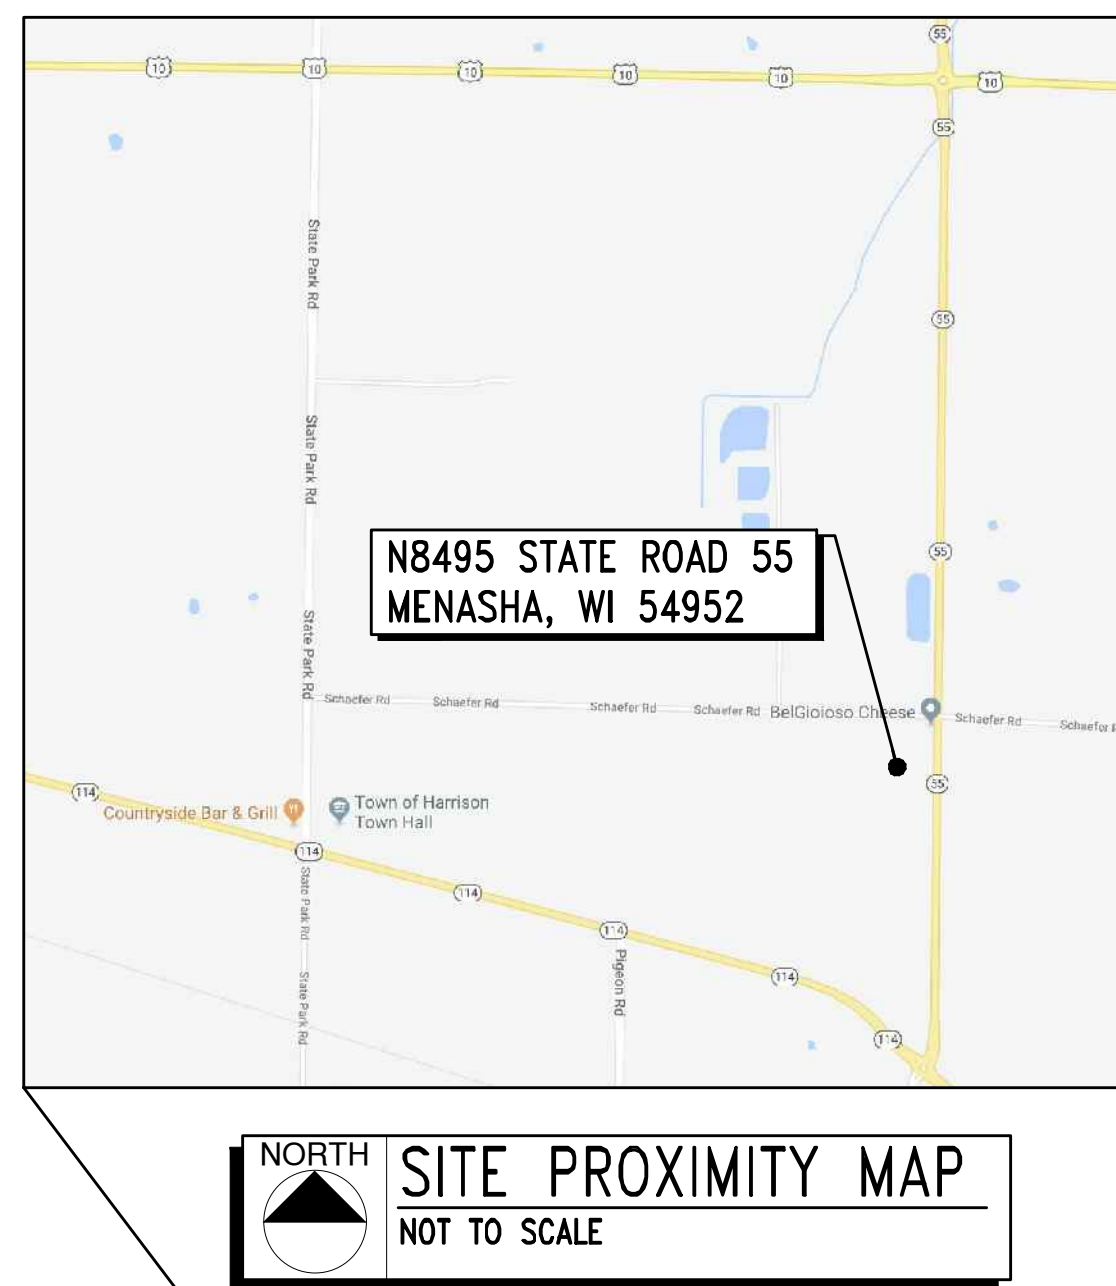 55
10
10
10
10
10
10
55
State Park Rd
55
State Park Rd
N8495 STATE ROAD 55
MENASHA, WI 54952
55
State Park Rd
Schaefer Rd
Schaefer Rd
Schaefer Rd
Schaefer Rd
BelGioioso Cheese
Schaefer Rd
Schaefer R
55
114
Countryside Bar & Grill
Town of Harrison
Town Hall
114
State Park Rd
114
114
Pigeon Rd
114
State Park Rd
114
NORTH
SITE PROXIMITY MAP
NOT TO SCALE